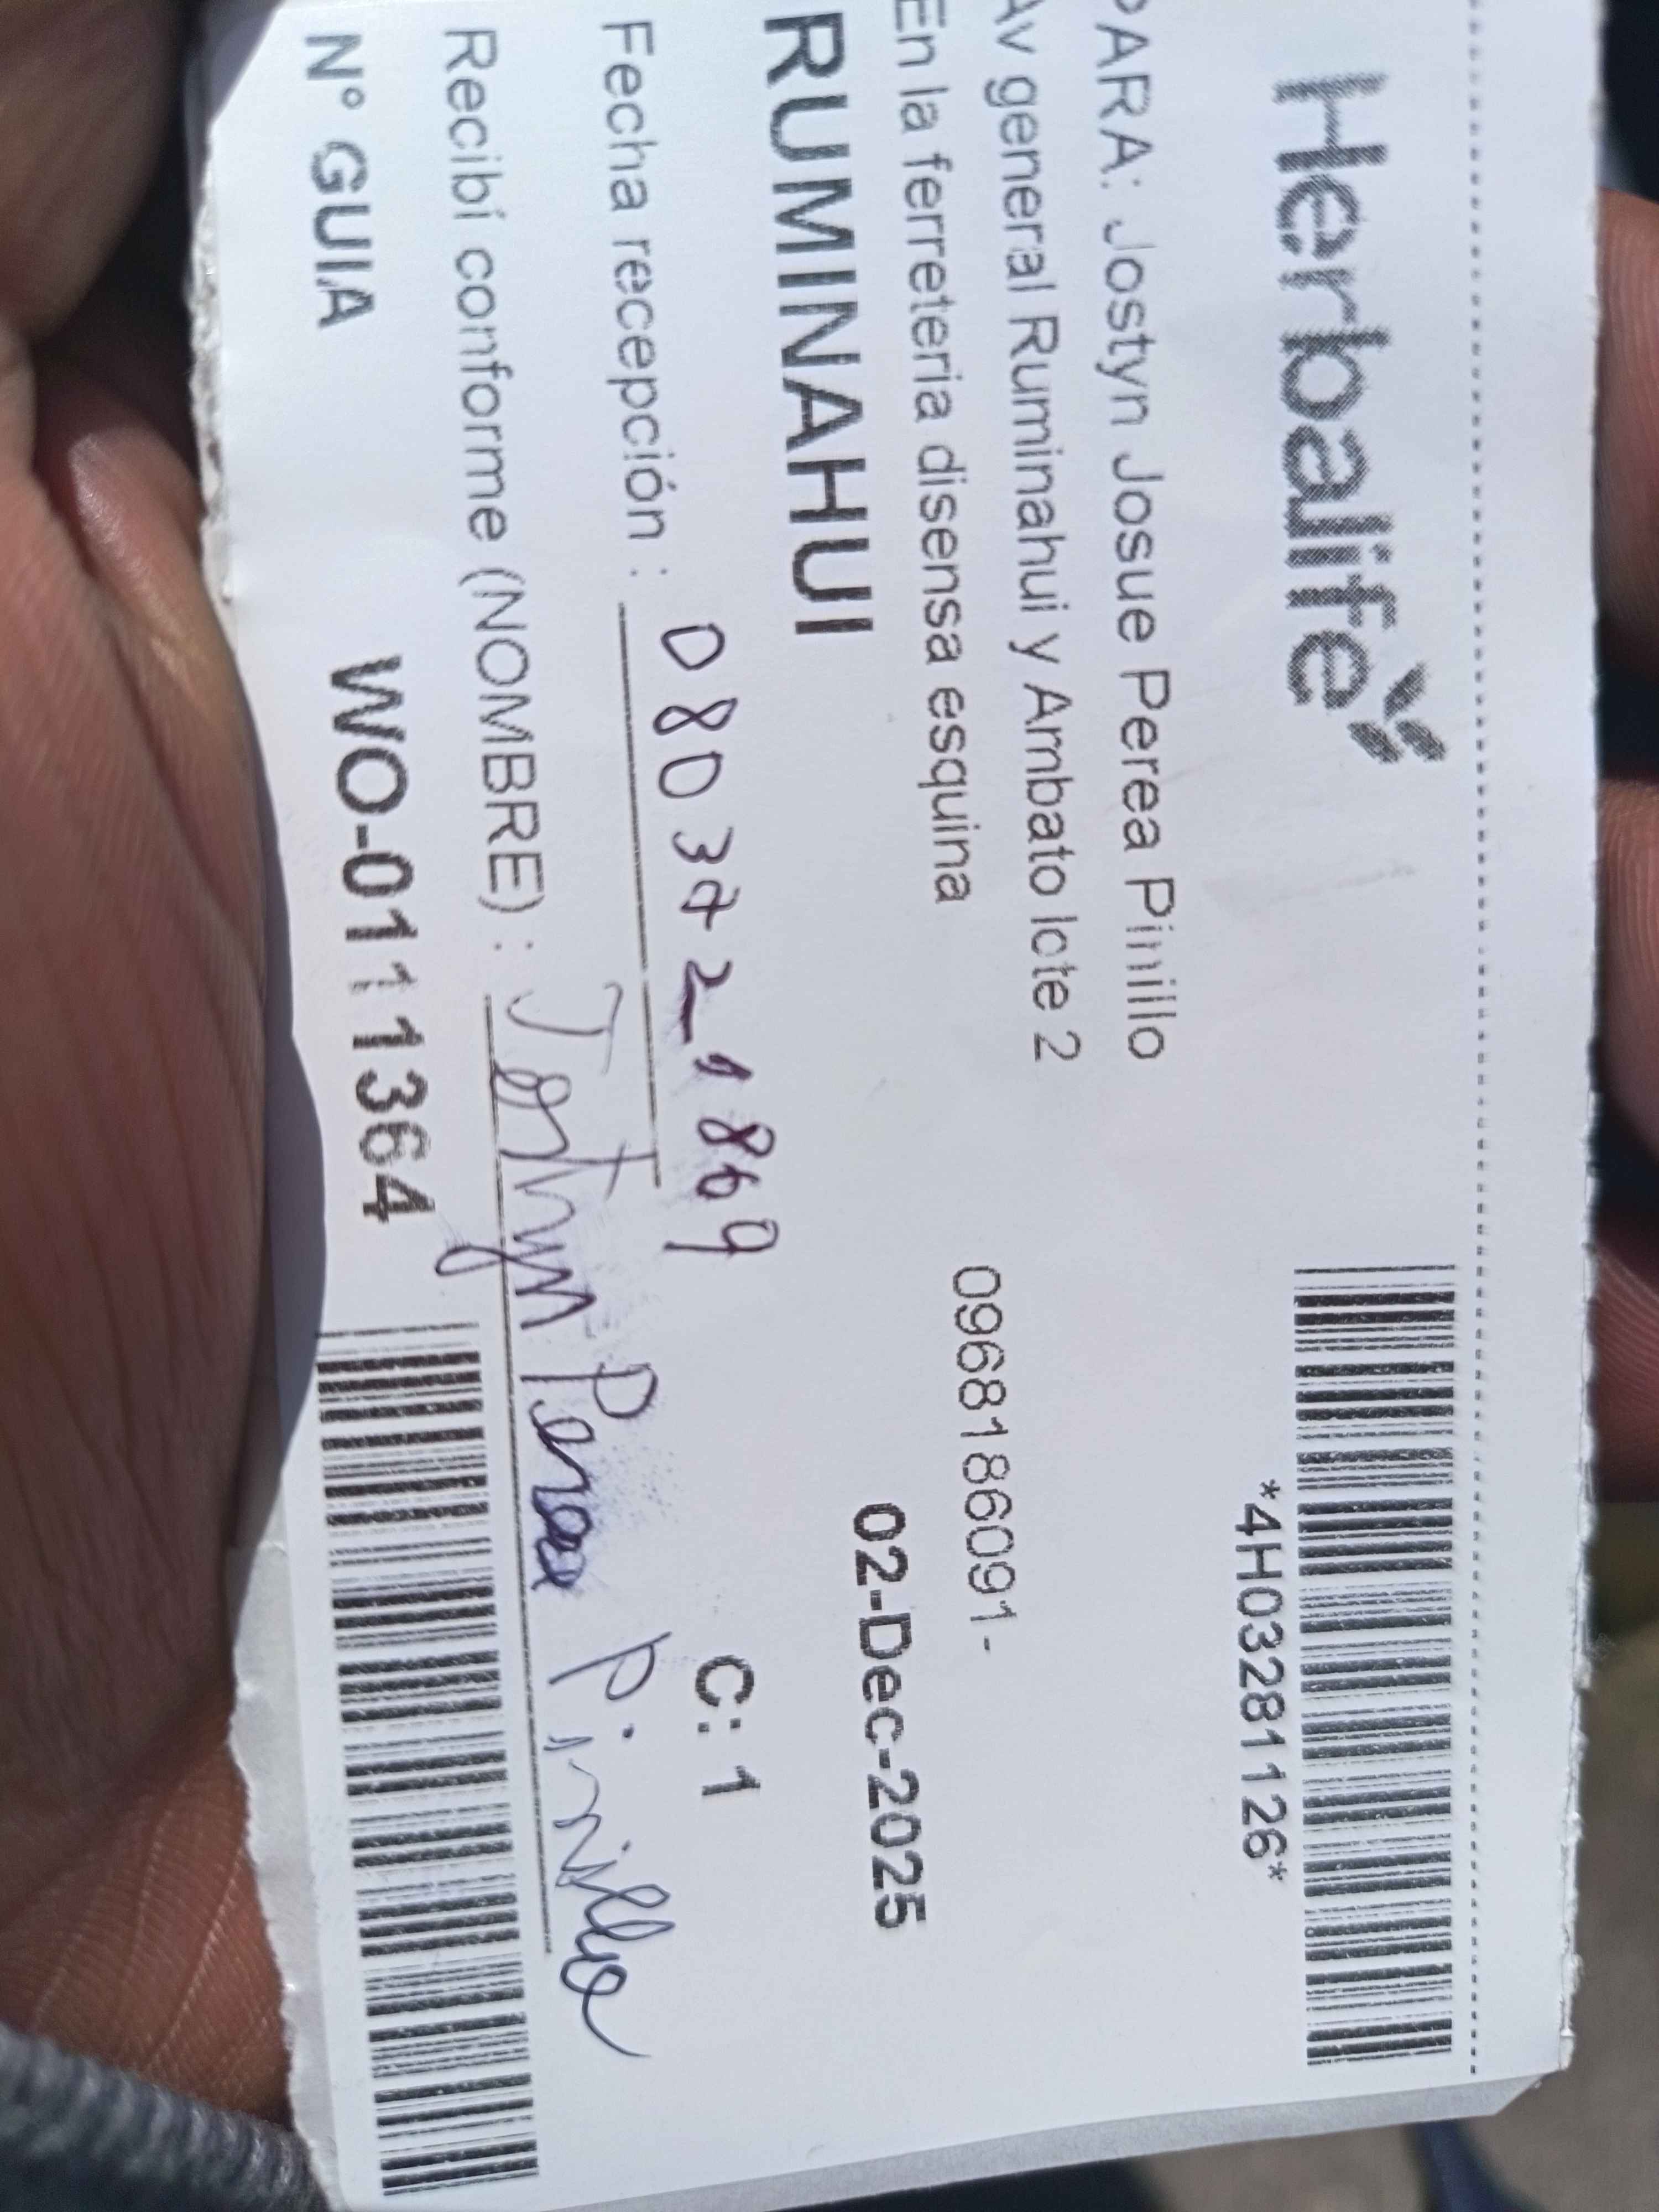 Herbalife
*4H03281126*
PARA: Jostyn Josue Perea Pinillo
Av general Ruminahui y Ambato lote 2
En la ferreteria disensa esquina
0968186091-
RUMINAHUI
02-Dec-2025
Fecha recepción : 0803721869
C: 1
Recibí conforme (NOMBRE) : Jostyn Perea Pinillo
N° GUIA WO-0111364